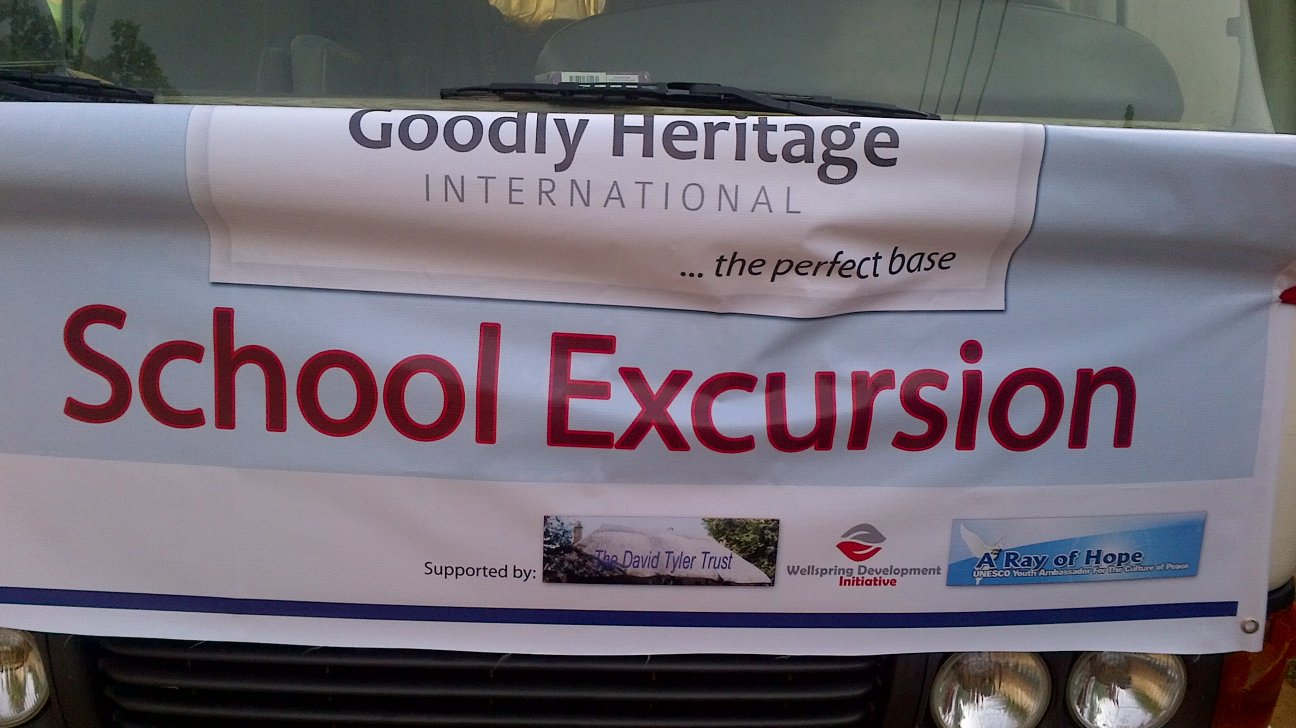 Goodly Heritage
INTERNATIONAL
... the perfect base
School Excursion
Supported by:
The David Tyler Trust
Wellspring Development
Initiative
A Ray of Hope
UNESCO Youth Ambassador For The Culture of Peace